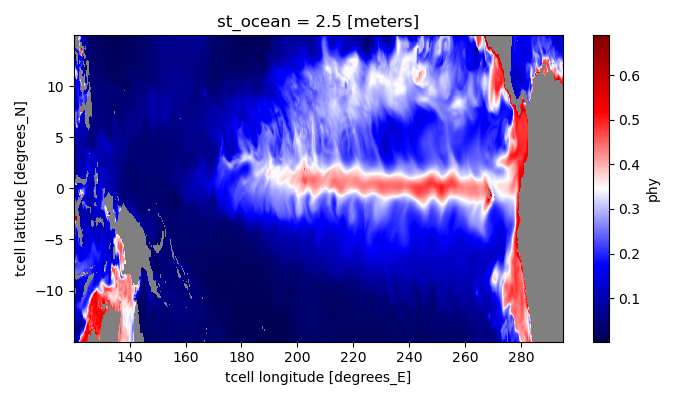 st_ocean = 2.5 [meters]
10
5
0
−5
−10
tcell latitude [degrees_N]
140 160 180 200 220 240 260 280
tcell longitude [degrees_E]
0.6
0.5
0.4
0.3
0.2
0.1
phy